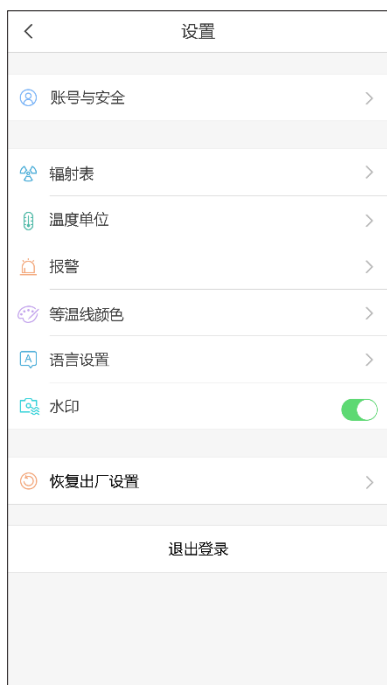 设置
账号与安全
辐射表
温度单位
报警
等温线颜色
A
语言设置
水印
恢复出厂设置
退出登录